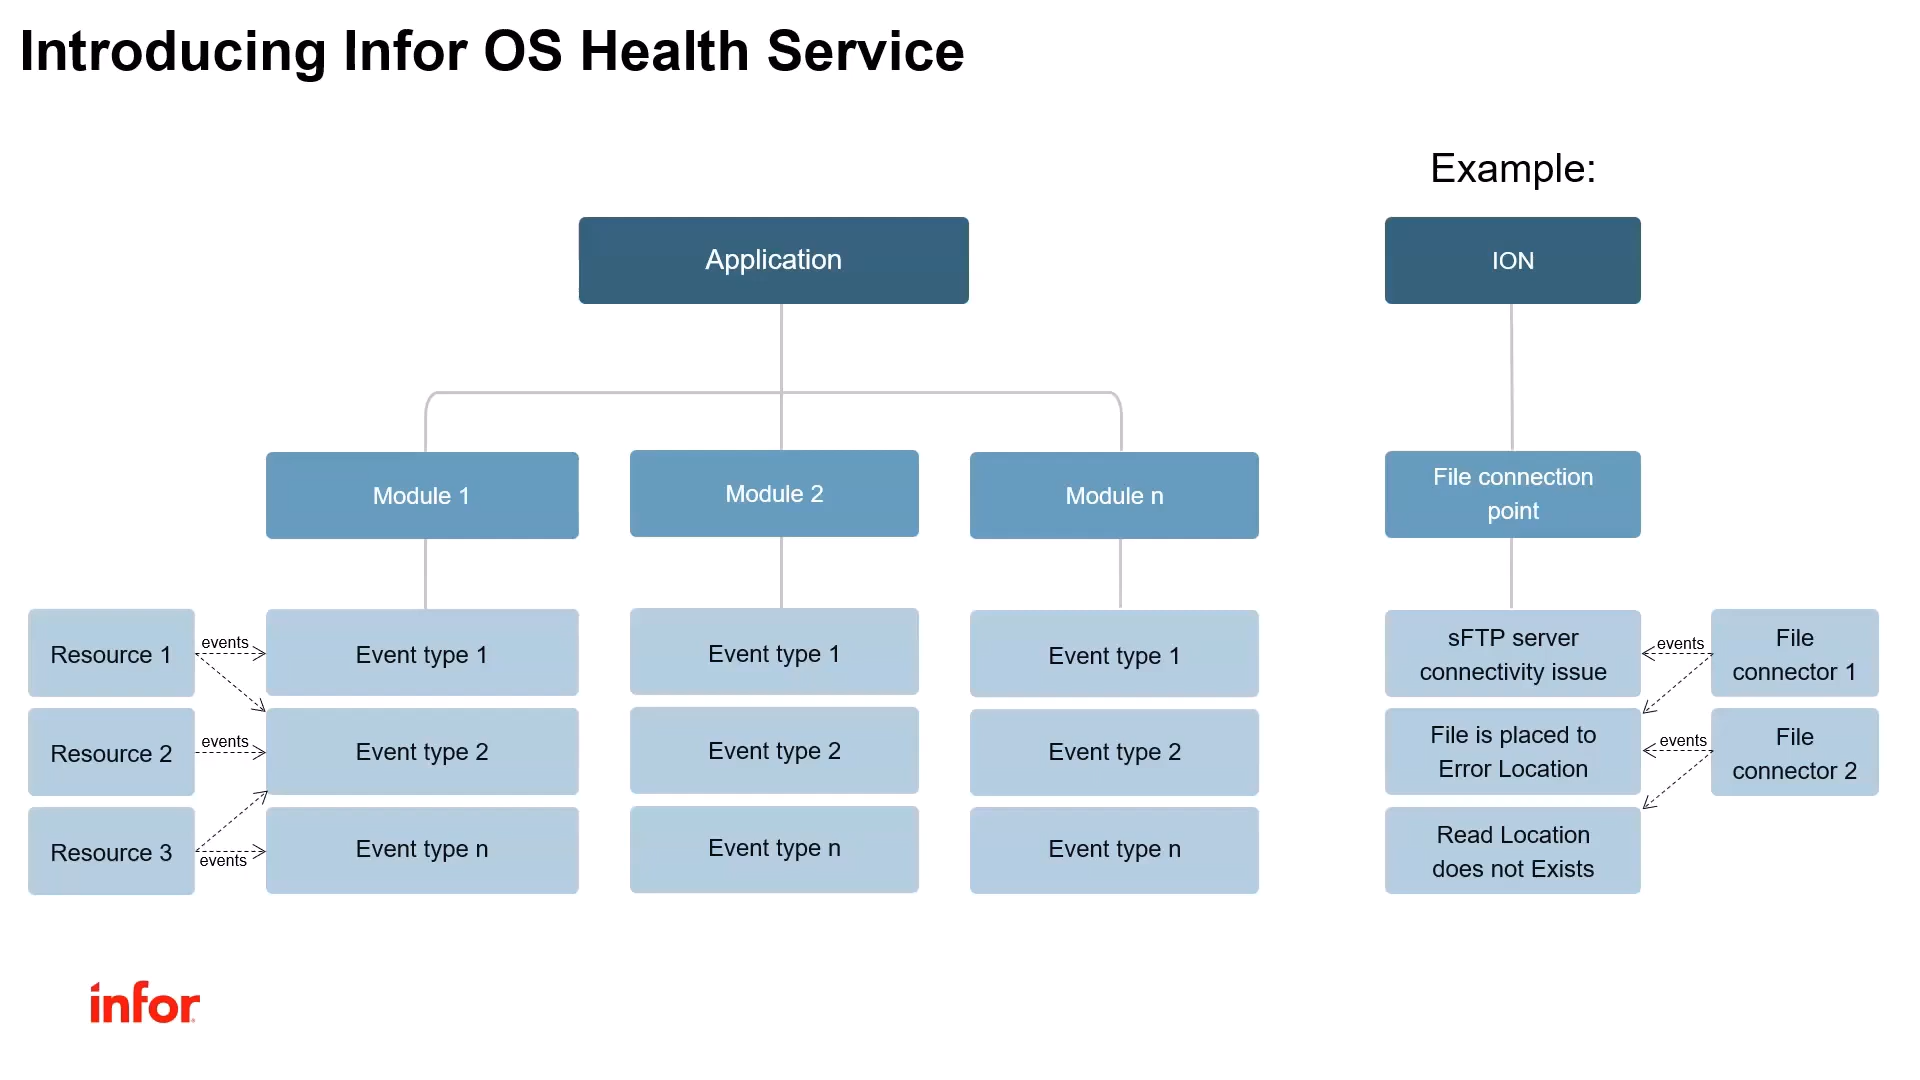 Introducing Infor OS Health Service
Example:
Application
ION
Module 1
Module 2
Module n
File connection
point
Resource 1
events
Event type 1
Event type 1
Event type 1
sFTP server
connectivity issue
events
File
connector 1
Resource 2
events
Event type 2
Event type 2
Event type 2
File is placed to
Error Location
events
File
connector 2
Resource 3
events
Event type n
Event type n
Event type n
Read Location
does not Exists
infor